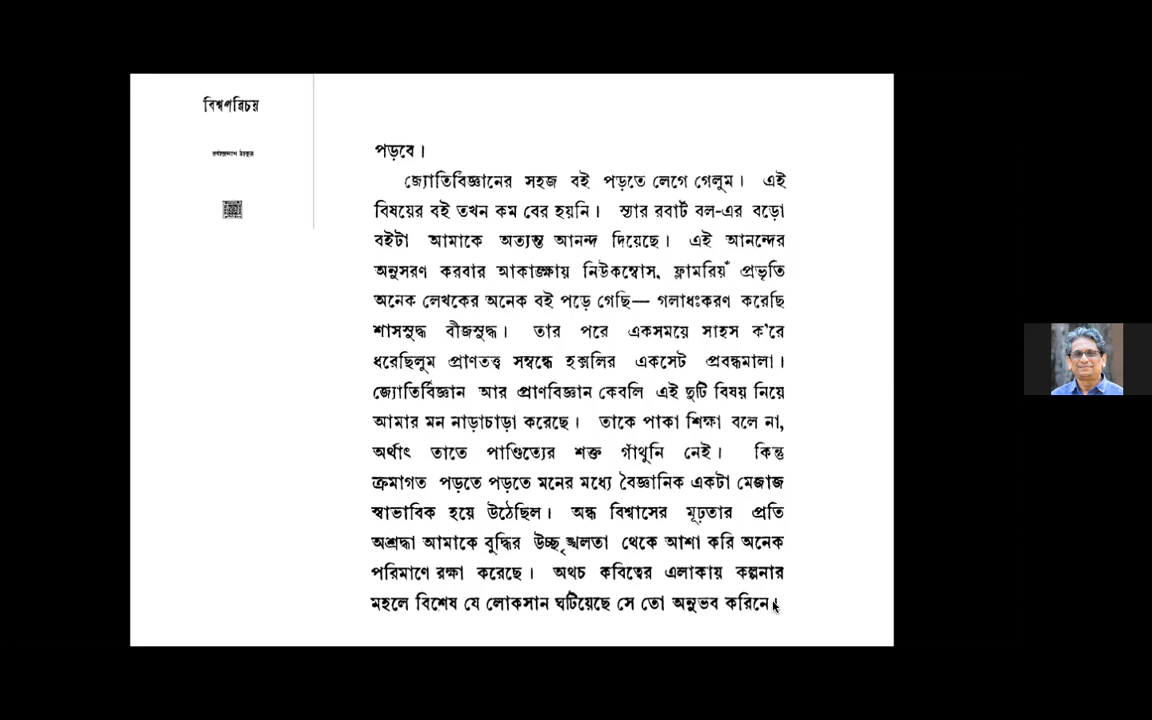 বিশ্বপরিচয়
রবীন্দ্রনাথ ঠাকুর
পড়বে।
জ্যোতির্বিজ্ঞানের সহজ বই পড়তে লেগে গেলুম। এই
বিষয়ের বই তখন কম বের হয়নি। স্যার রবার্ট বল-এর বড়ো
বইটা আমাকে অত্যন্ত আনন্দ দিয়েছে। এই আনন্দের
অনুসরণ করবার আকাঙ্ক্ষায় নিউকম্বোস, ফ্লামরিয়ঁ প্রভৃতি
অনেক লেখকের অনেক বই পড়ে গেছি— গলাধঃকরণ করেছি
শাসসুদ্ধ বীজসুদ্ধ। তার পরে একসময়ে সাহস ক'রে
ধরেছিলুম প্রাণতত্ত্ব সম্বন্ধে হক্সলির একসেট প্রবন্ধমালা।
জ্যোতির্বিজ্ঞান আর প্রাণবিজ্ঞান কেবলি এই দুটি বিষয় নিয়ে
আমার মন নাড়াচাড়া করেছে। তাকে পাকা শিক্ষা বলে না,
অর্থাৎ তাতে পাণ্ডিত্যের শক্ত গাঁথুনি নেই। কিন্তু
ক্রমাগত পড়তে পড়তে মনের মধ্যে বৈজ্ঞানিক একটা মেজাজ
স্বাভাবিক হয়ে উঠেছিল। অন্ধ বিশ্বাসের মূঢ়তার প্রতি
অশ্রদ্ধা আমাকে বুদ্ধির উচ্ছৃঙ্খলতা থেকে আশা করি অনেক
পরিমাণে রক্ষা করেছে। অথচ কবিত্বের এলাকায় কল্পনার
মহলে বিশেষ যে লোকসান ঘটিয়েছে সে তো অনুভব করিনে।